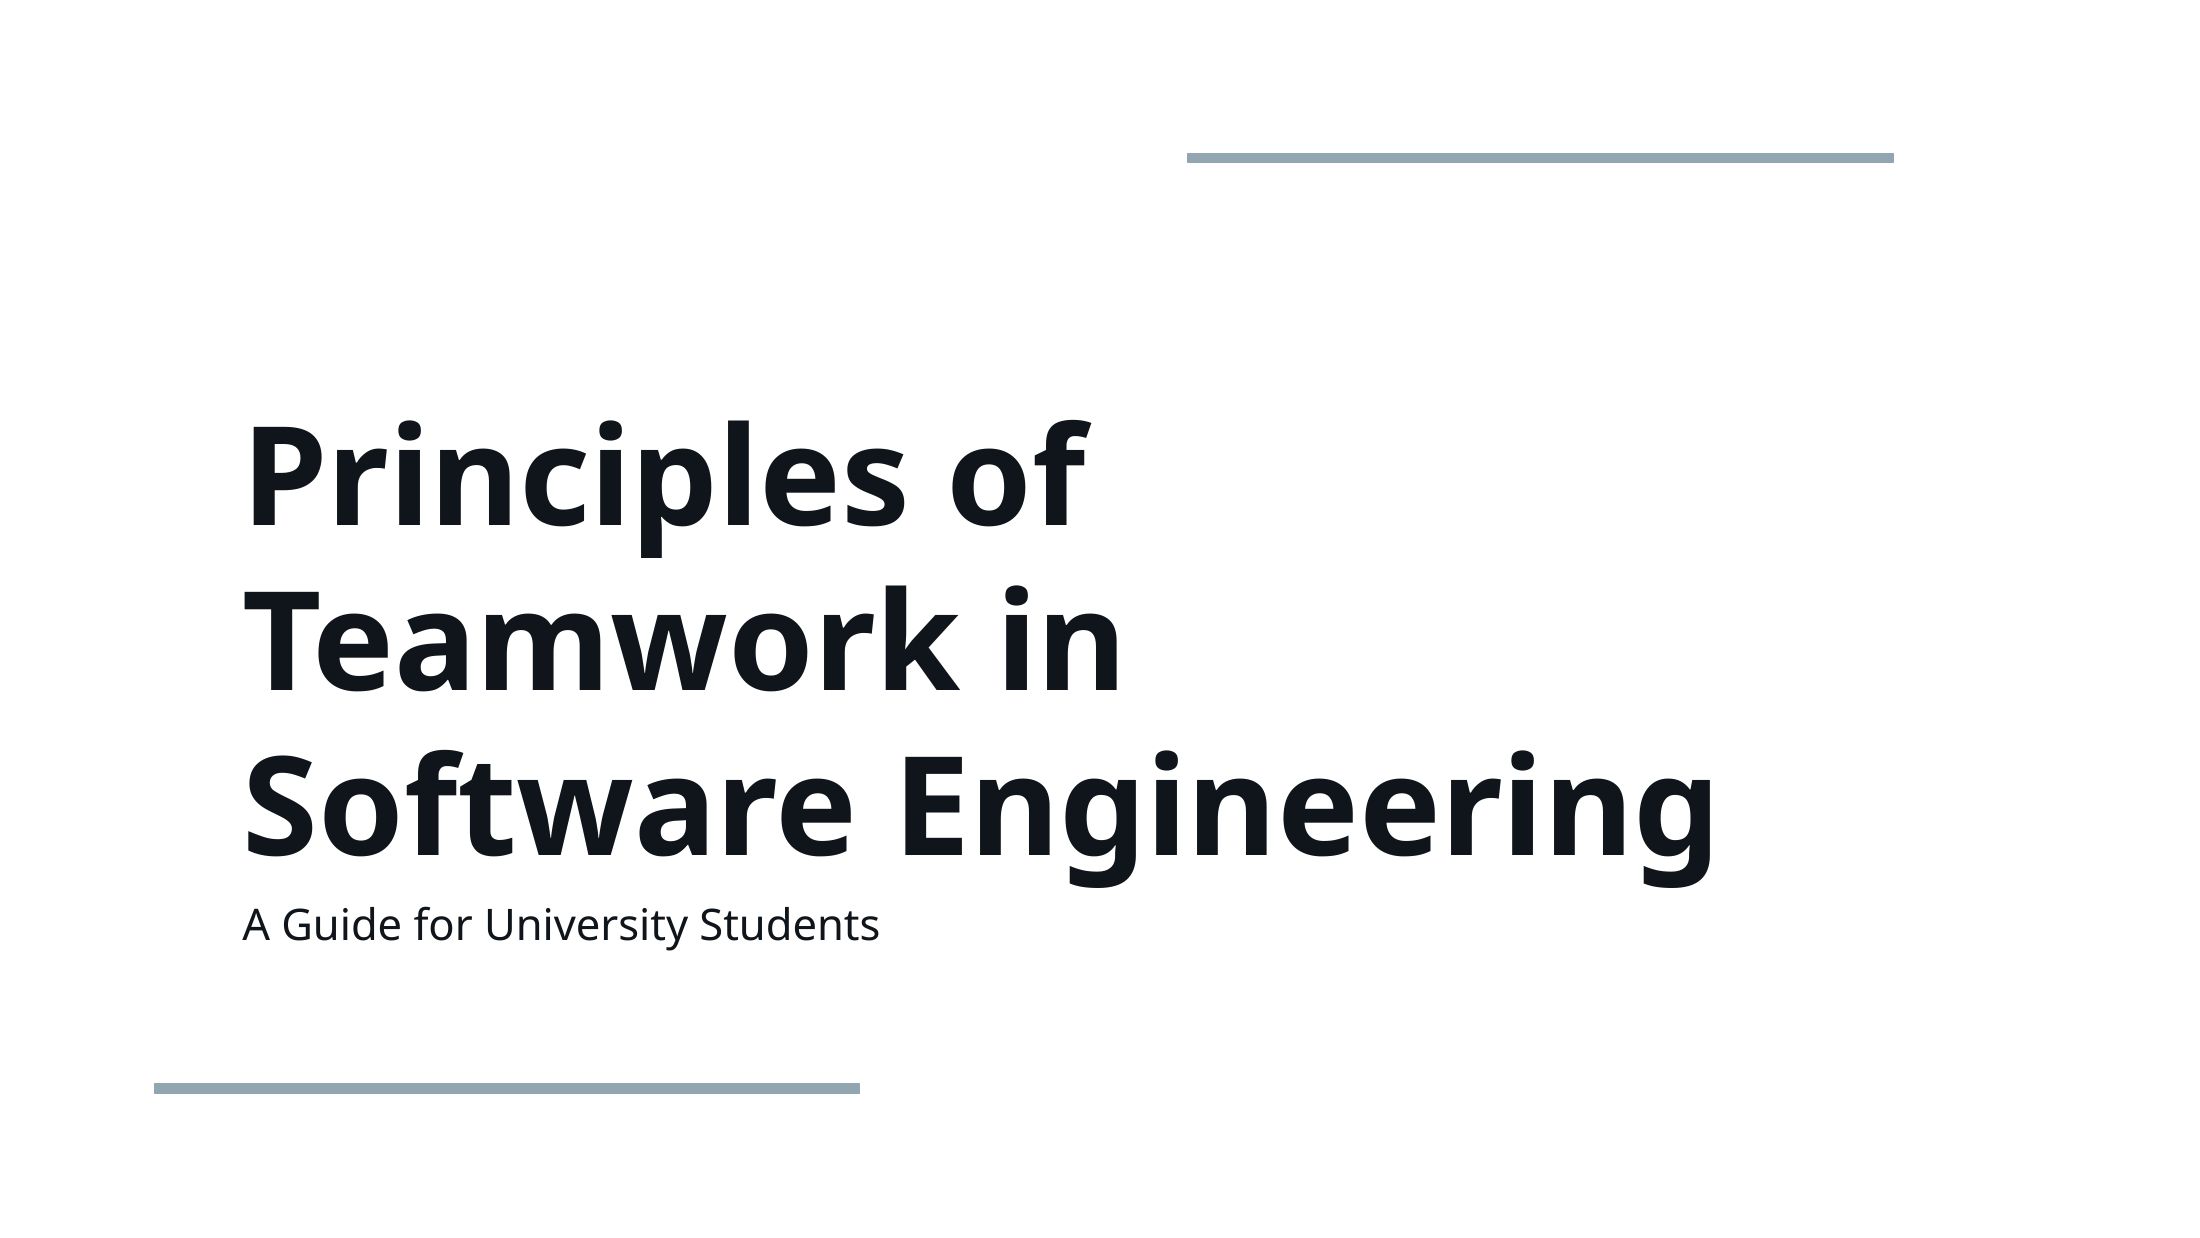 Principles of
Teamwork in
Software Engineering
A Guide for University Students